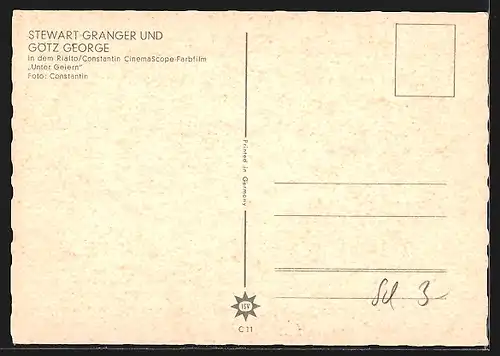 STEWART GRANGER UND
GÖTZ GEORGE
in dem Rialto/Constantin CinemaScope-Farbfilm
„Unter Geiern"
Foto: Constantin
Printed in Germany
ISV
C 11
3-